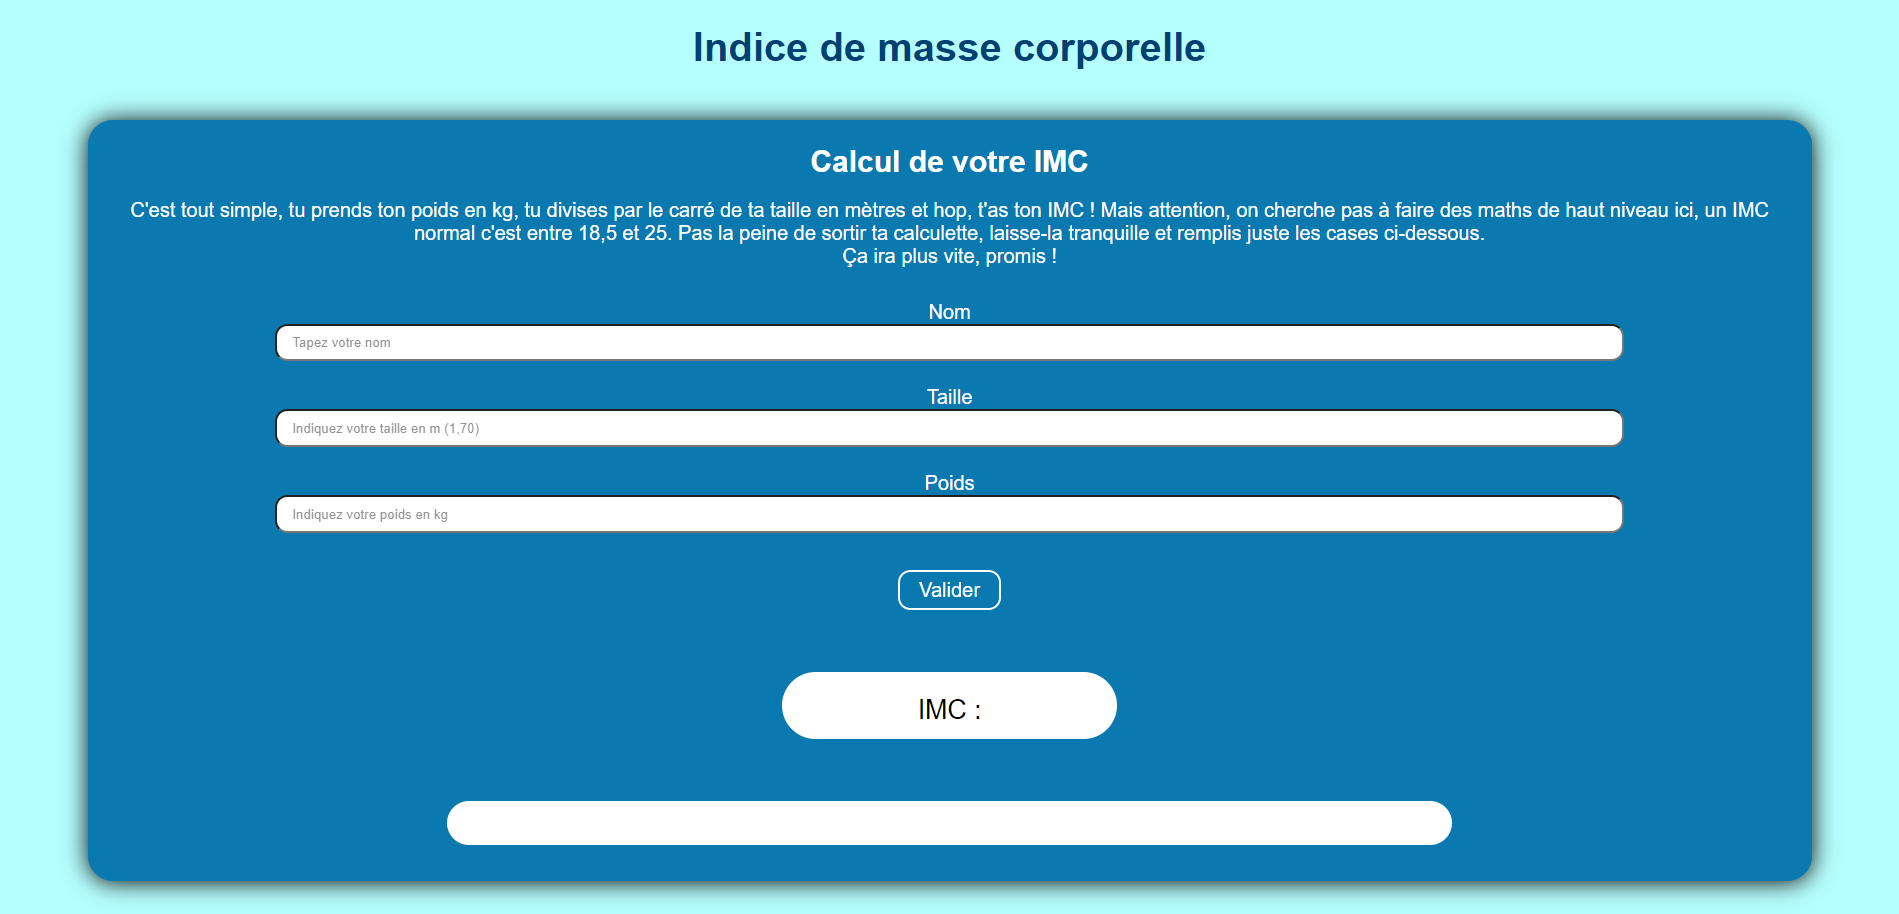 Indice de masse corporelle
Calcul de votre IMC
C'est tout simple, tu prends ton poids en kg, tu divises par le carré de ta taille en mètres et hop, t'as ton IMC ! Mais attention, on cherche pas à faire des maths de haut niveau ici, un IMC
normal c'est entre 18,5 et 25. Pas la peine de sortir ta calculette, laisse-la tranquille et remplis juste les cases ci-dessous.
Ça ira plus vite, promis !
Nom
Tapez votre nom
Taille
Indiquez votre taille en m (1,70)
Poids
Indiquez votre poids en kg
Valider
IMC :